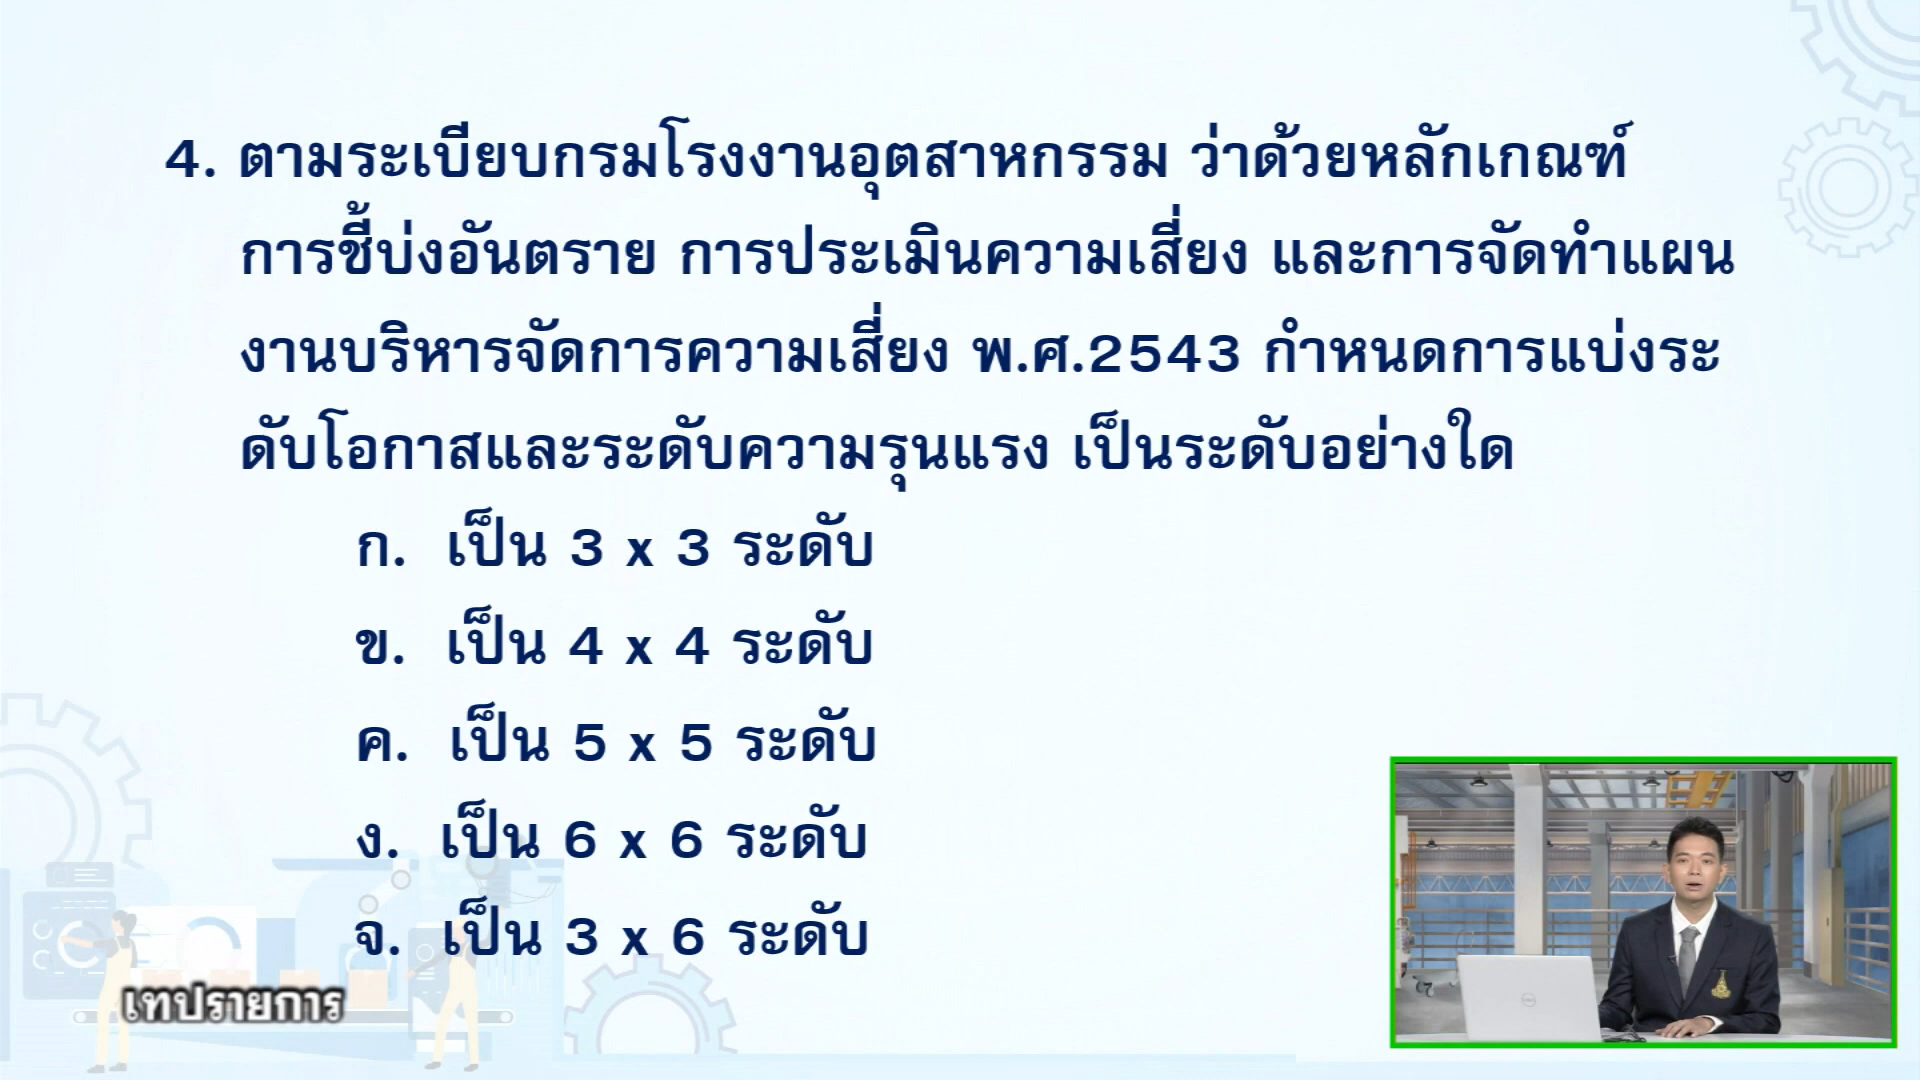 4. ตามระเบียบกรมโรงงานอุตสาหกรรม ว่าด้วยหลักเกณฑ์
การชี้บ่งอันตราย การประเมินความเสี่ยง และการจัดทำแผน
งานบริหารจัดการความเสี่ยง พ.ศ.2543 กำหนดการแบ่งระ
ดับโอกาสและระดับความรุนแรง เป็นระดับอย่างใด
ก. เป็น 3 x 3 ระดับ
ข. เป็น 4 x 4 ระดับ
ค. เป็น 5 x 5 ระดับ
ง. เป็น 6 x 6 ระดับ
จ. เป็น 3 x 6 ระดับ
เทปรายการ